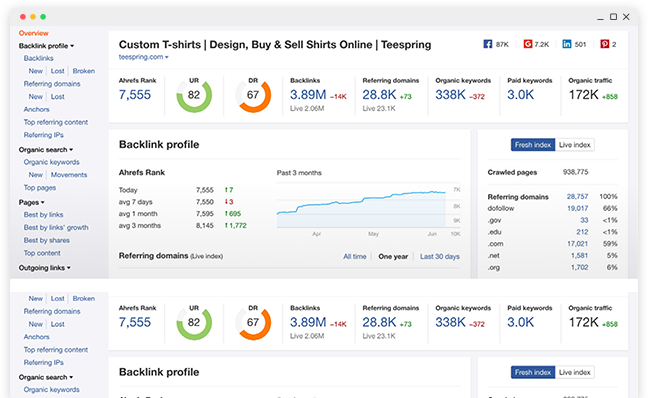 Overview
Backlink profile
Backlinks
New Lost Broken
Referring domains
New Lost
Anchors
Top referring content
Referring IPs
Organic search
Organic keywords
New Movements
Top pages
Pages
Best by links
Best by links' growth
Best by shares
Top content
Outgoing links
Custom T-shirts | Design, Buy & Sell Shirts Online | Teespring
teespring.com
87K 7.2K 501 2
Ahrefs Rank UR DR Backlinks Referring domains Organic keywords Paid keywords Organic traffic
7,555 82 67 3.89M -14K 28.8K +73 338K -372 3.0K 172K +858
Live 2.06M Live 23.1K
Backlink profile
Ahrefs Rank Past 3 months
Today 7,555 7
avg 7 days 7,550 3
avg 1 month 7,595 695
avg 3 months 8,145 1,772
7K
8K
9K
10K
Apr May Jun
Referring domains (Live index) All time One year Last 30 days
Fresh index Live index
Crawled pages 938,775
Referring domains 28,757 100%
dofollow 19,017 66%
.gov 33 <1%
.edu 212 <1%
.com 17,021 59%
.net 1,581 5%
.org 1,702 6%
New Lost Broken
Referring domains
New Lost
Anchors
Top referring content
Referring IPs
Organic search
Organic keywords
Ahrefs Rank UR DR Backlinks Referring domains Organic keywords Paid keywords Organic traffic
7,555 82 67 3.89M -14K 28.8K +73 338K -372 3.0K 172K +858
Live 2.06M Live 23.1K
Backlink profile
Ahrefs Rank Past 3 months
Fresh index Live index